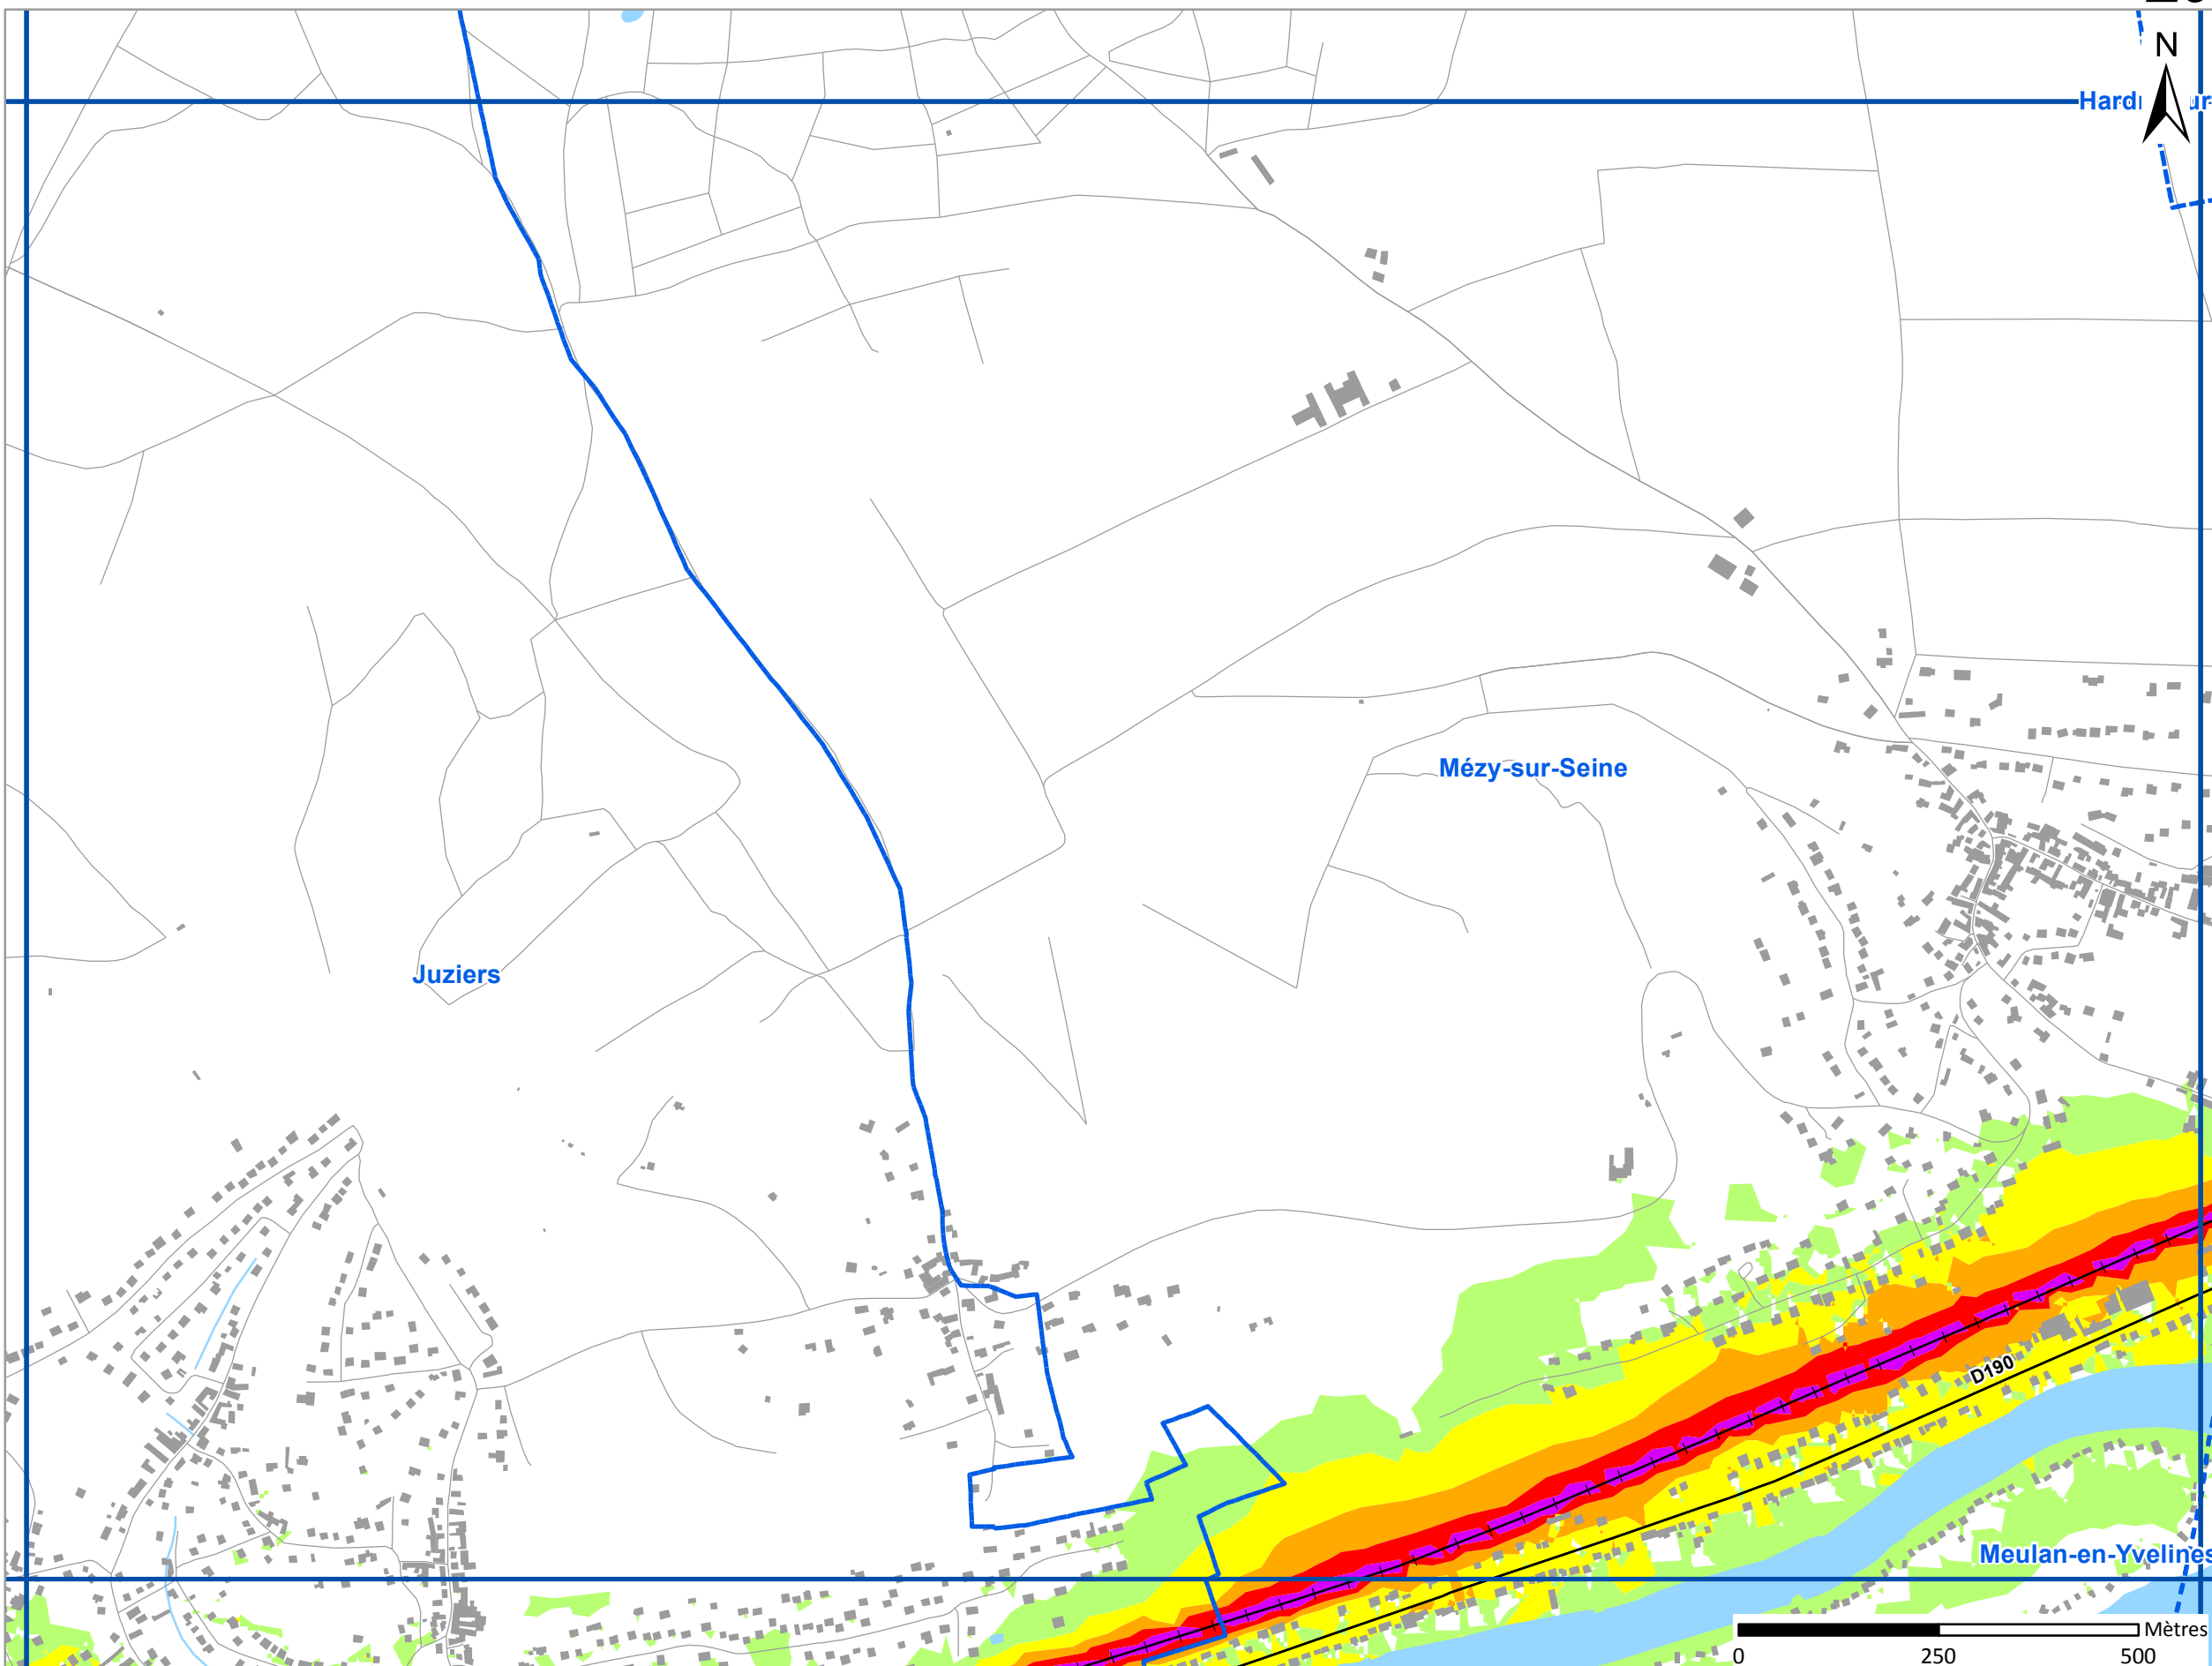 N
Mézy-sur-Seine
Juziers
D190
Meulan-en-Yvelines
Mètres
0 250 500